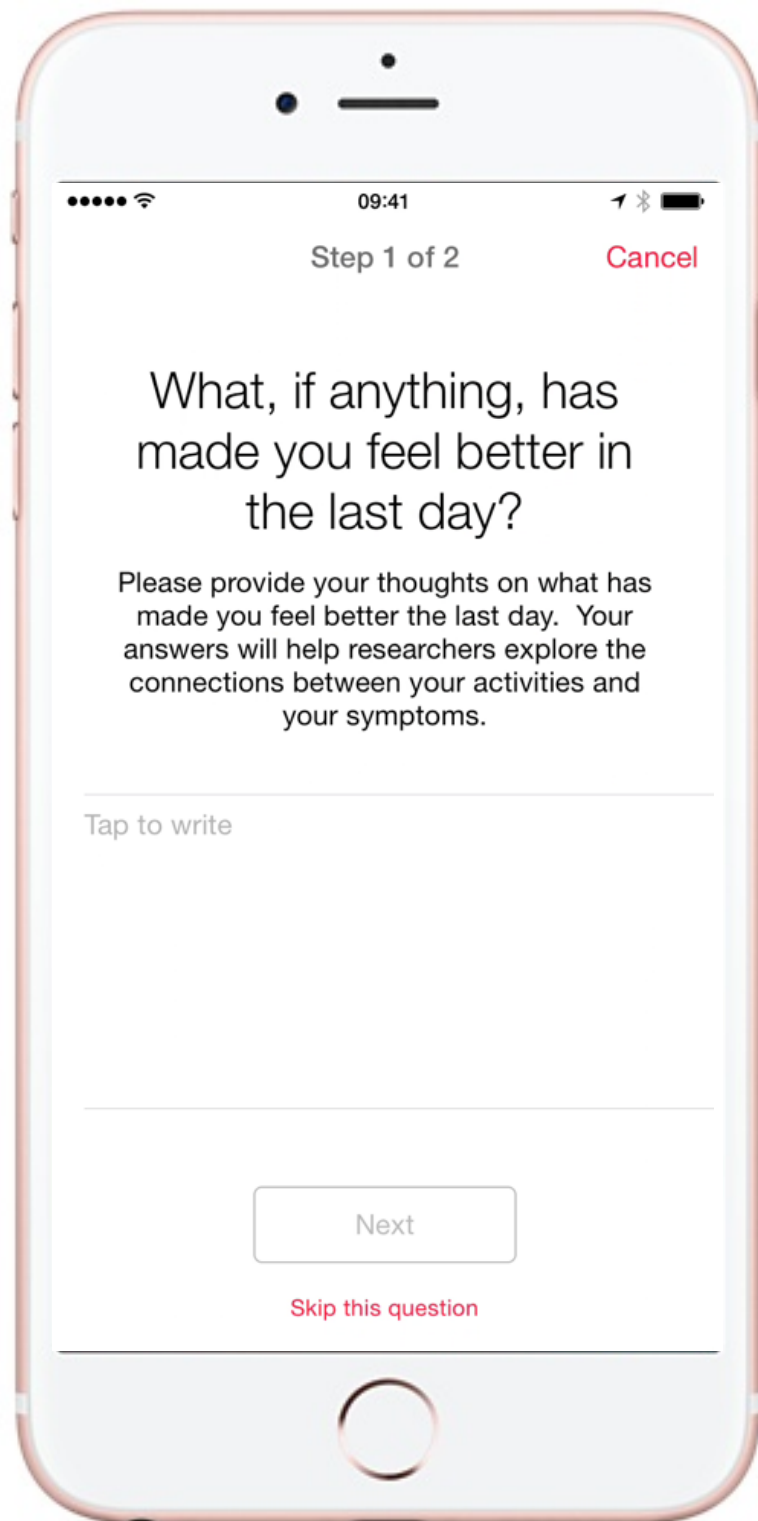 09:41
Step 1 of 2
Cancel
What, if anything, has
made you feel better in
the last day?
Please provide your thoughts on what has
made you feel better the last day.  Your
answers will help researchers explore the
connections between your activities and
your symptoms.
Tap to write
Next
Skip this question